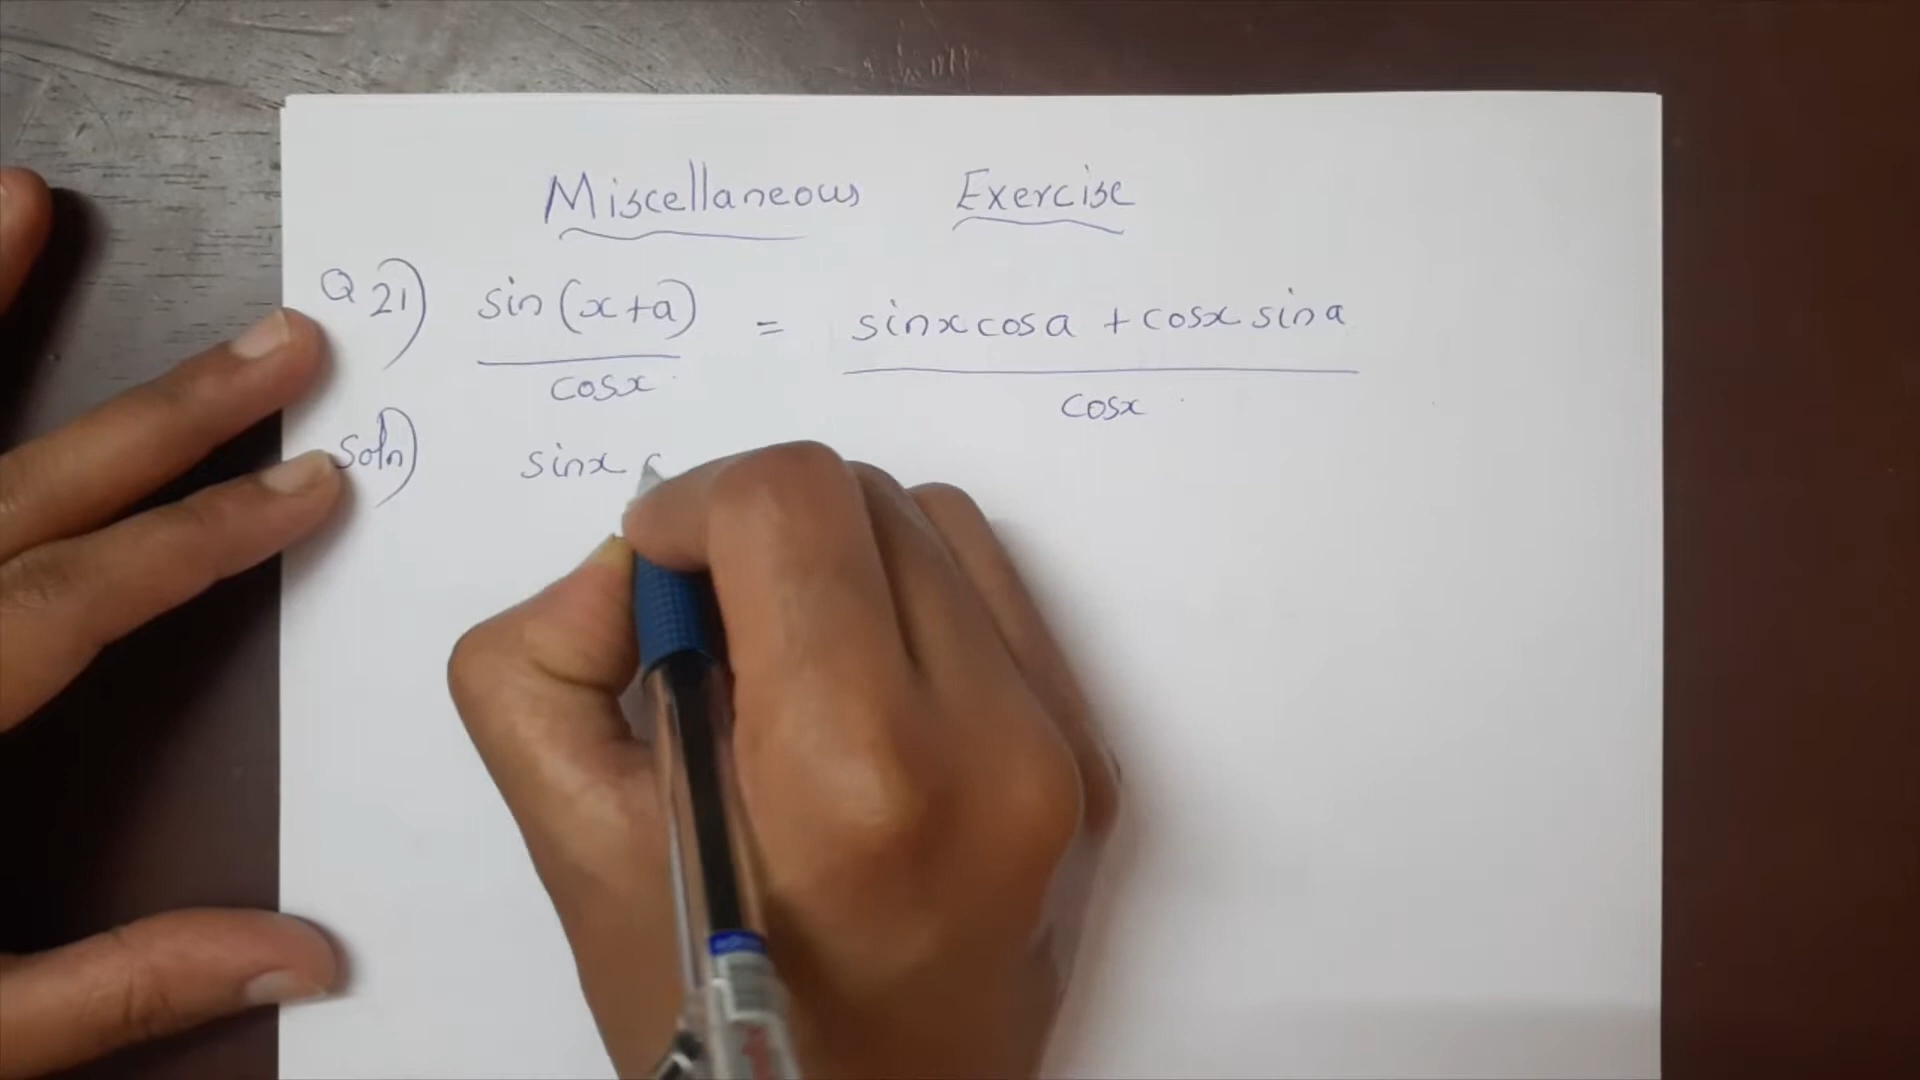 Miscellaneous Exercise
Q 21) sin(x+a) = sinx cosa + cosx sina
cosx cosx
Soln) sinx